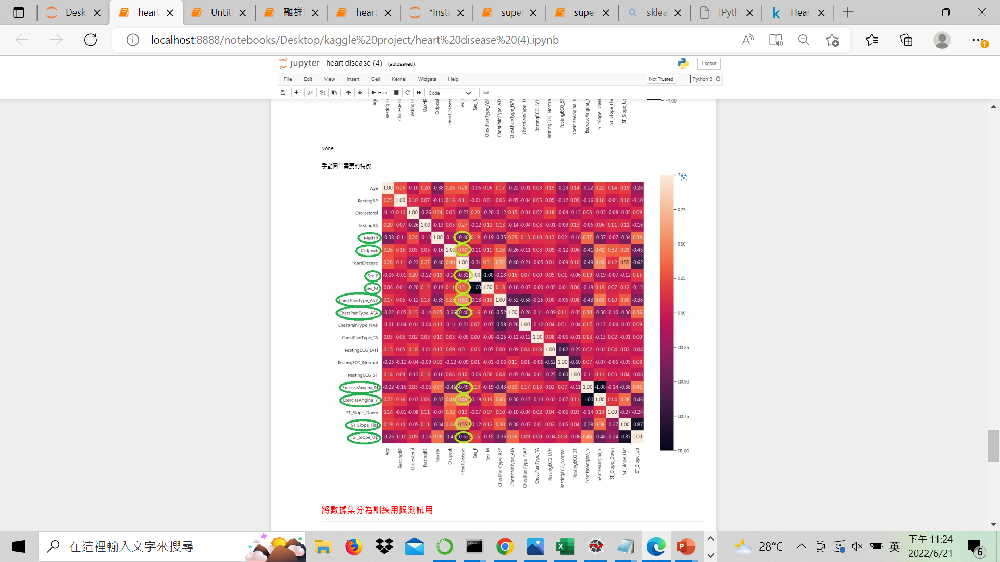 Desk
heart
Untit
離群
heart
*Insta
super
super
sklea
[Pyth
Hear
localhost:8888/notebooks/Desktop/kaggle%20project/heart%20disease%20(4).ipynb
jupyter heart disease (4) (autosaved)
Logout
File Edit View Insert Cell Kernel Widgets Help
Not Trusted Python 3
Run Code
−1.00
RestingBP Cholesterol FastingBS MaxHR Oldpeak HeartDisease Sex_ Sex_M ChestPainType_ASY ChestPainType_ATA ChestPainType_NAP ChestPainType_TA RestingECG_LVH RestingECG_Normal RestingECG_ST ExerciseAngina_N ExerciseAngina_Y ST_Slope_Down ST_Slope_Flat ST_Slope_Up
None
手動圈出需要的特徵
Age 1.00 0.25 -0.10 0.20 -0.38 0.26 0.28 -0.06 0.06 0.17 -0.22 -0.01 0.03 0.15 -0.23 0.14 -0.22 0.22 0.14 0.19 -0.26
RestingBP 0.25 1.00 0.10 0.07 -0.11 0.16 0.11 -0.01 0.01 0.05 -0.05 -0.04 0.05 0.05 -0.12 0.09 -0.16 0.16 -0.01 0.10 -0.10
Cholesterol -0.10 0.10 1.00 -0.26 0.24 0.05 -0.23 0.20 -0.20 -0.12 0.15 -0.01 0.02 0.18 -0.04 -0.13 0.03 -0.03 -0.08 -0.05 0.09
FastingBS 0.20 0.07 -0.26 1.00 -0.13 0.05 0.27 -0.12 0.12 0.13 -0.14 -0.04 0.03 -0.01 -0.09 0.13 -0.06 0.06 0.11 0.11 -0.16
MaxHR -0.38 -0.11 0.24 -0.13 1.00 -0.1 -0.40 0.19 -0.19 -0.35 0.25 0.13 0.10 0.13 0.02 -0.16 0.37 -0.37 -0.07 -0.34 0.38
Oldpeak 0.26 0.16 0.05 0.05 -0.16 1.00 0.40 0.11 0.11 0.28 -0.26 -0.11 0.03 0.09 -0.12 0.06 -0.41 0.41 0.32 0.28 -0.45
HeartDisease 0.28 0.11 -0.23 0.27 -0.40 0.40 1.00 -0.31 0.31 0.52 -0.40 -0.21 -0.05 0.01 -0.09 0.10 -0.49 0.49 0.12 0.55 -0.62
Sex_F -0.06 -0.01 0.20 -0.12 0.19 -0.1 -0.31 .00 -1.00 -0.18 0.16 0.07 0.00 0.05 0.01 -0.06 0.19 -0.19 -0.07 -0.12 0.15
Sex_M 0.06 0.01 -0.20 0.12 -0.19 0.11 0.31 -1.00 1.00 0.18 -0.16 -0.07 -0.00 -0.05 -0.01 0.06 -0.19 0.19 0.07 0.12 -0.15
ChestPainType_ASY 0.17 0.05 -0.12 0.13 -0.35 0.28 0.52 0.18 0.18 1.00 -0.52 -0.58 -0.25 0.00 -0.06 0.08 -0.43 0.43 0.10 0.30 -0.36
ChestPainType_ATA -0.22 -0.05 0.15 -0.14 0.25 -0.26 -0.40 0.16 -0.16 -0.52 1.00 -0.26 -0.11 -0.09 0.11 -0.05 0.30 -0.30 -0.10 -0.30 0.36
ChestPainType_NAP -0.01 -0.04 -0.01 -0.04 0.13 -0.11 -0.21 0.07 -0.07 -0.58 -0.26 1.00 -0.12 0.04 0.01 -0.04 0.17 -0.17 -0.04 -0.07 0.09
ChestPainType_TA 0.03 0.05 0.02 0.03 0.10 0.03 -0.05 0.00 -0.00 -0.25 -0.11 -0.12 1.00 0.08 -0.06 -0.01 0.13 -0.13 0.02 -0.01 0.00
RestingECG_LVH 0.15 0.05 0.18 -0.01 0.13 0.09 0.01 0.05 -0.05 0.00 -0.09 0.04 0.08 1.00 -0.62 -0.25 0.02 -0.02 0.04 0.02 -0.04
RestingECG_Normal -0.23 -0.12 -0.04 -0.09 0.02 -0.12 -0.09 0.01 -0.01 -0.06 0.11 0.01 -0.06 -0.62 1.00 -0.60 0.07 -0.07 -0.06 -0.05 0.08
RestingECG_ST 0.14 0.09 -0.13 0.13 -0.16 0.06 0.10 -0.06 0.06 0.08 -0.05 -0.04 -0.01 -0.25 -0.60 1.00 -0.11 0.11 0.03 0.04 -0.06
ExerciseAngina_N -0.22 -0.16 0.03 -0.06 0.37 -0.41 -0.49 0.19 -0.19 -0.43 0.30 0.17 0.13 0.02 0.07 -0.11 1.00 -1.00 -0.14 -0.38 0.46
ExerciseAngina_Y 0.22 0.16 -0.03 0.06 -0.37 0.41 0.49 0.19 0.19 0.43 -0.30 -0.17 -0.13 -0.02 -0.07 0.11 -1.00 1.00 0.14 0.38 -0.46
ST_Slope_Down 0.14 -0.01 -0.08 0.11 -0.07 0.32 0.12 -0.07 0.07 0.10 -0.10 -0.04 0.02 0.04 -0.06 0.03 -0.14 0.14 1.00 -0.27 -0.24
ST_Slope_Flat 0.19 0.10 -0.05 0.11 -0.34 0.28 0.55 0.12 0.12 0.30 -0.30 -0.07 -0.01 0.02 -0.05 0.04 -0.38 0.38 -0.27 1.00 -0.87
ST_Slope_Up -0.26 -0.10 0.09 -0.16 0.38 -0.45 -0.62 0.15 -0.15 -0.36 0.36 0.09 0.00 -0.04 0.08 -0.06 0.46 -0.46 -0.24 -0.87 1.00
Age RestingBP Cholesterol FastingBS MaxHR Oldpeak HeartDisease Sex_F Sex_M ChestPainType_ASY ChestPainType_ATA ChestPainType_NAP ChestPainType_TA RestingECG_LVH RestingECG_Normal RestingECG_ST ExerciseAngina_N ExerciseAngina_Y ST_Slope_Down ST_Slope_Flat ST_Slope_Up
1.00
0.75
0.50
0.25
0.00
□0.25
□0.50
□0.75
□1.00
將數據集分為訓練用跟測試用
在這裡輸入文字來搜尋
28°C
英
下午 11:24
2022/6/21
6